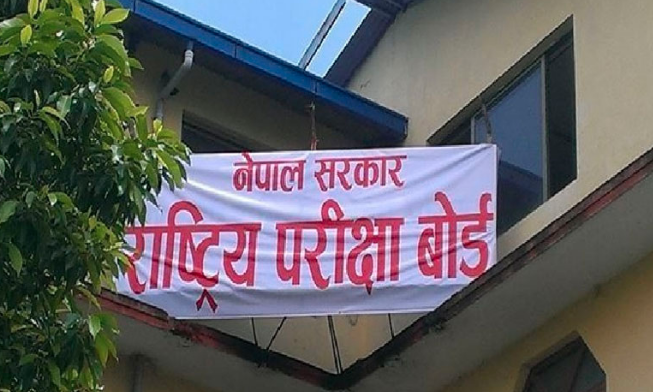 नेपाल सरकार
राष्ट्रिय परीक्षा बोर्ड